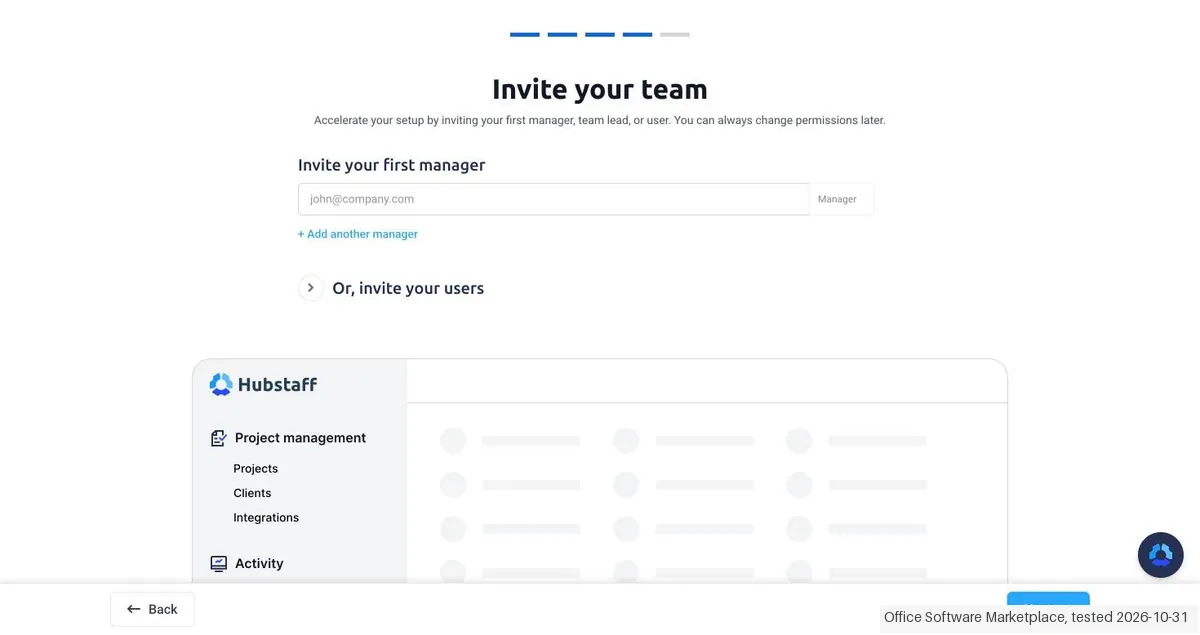 Invite your team
Accelerate your setup by inviting your first manager, team lead, or user. You can always change permissions later.
Invite your first manager
john@company.com
Manager
+ Add another manager
Or, invite your users
Hubstaff
Project management
Projects
Clients
Integrations
Activity
Back
Office Software Marketplace, tested 2026-10-31